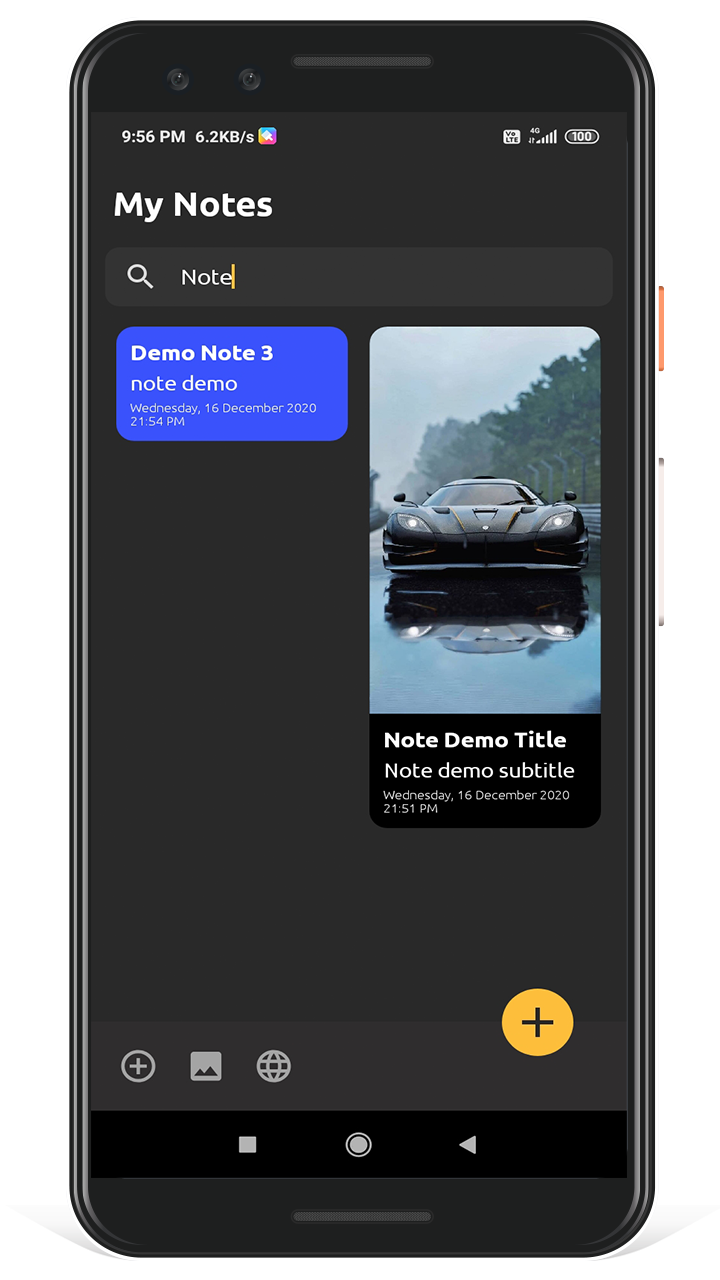 9:56 PM 6.2KB/s
Vo
LTE
4G
100
My Notes
Note
Demo Note 3
note demo
Wednesday, 16 December 2020
21:54 PM
Note Demo Title
Note demo subtitle
Wednesday, 16 December 2020
21:51 PM